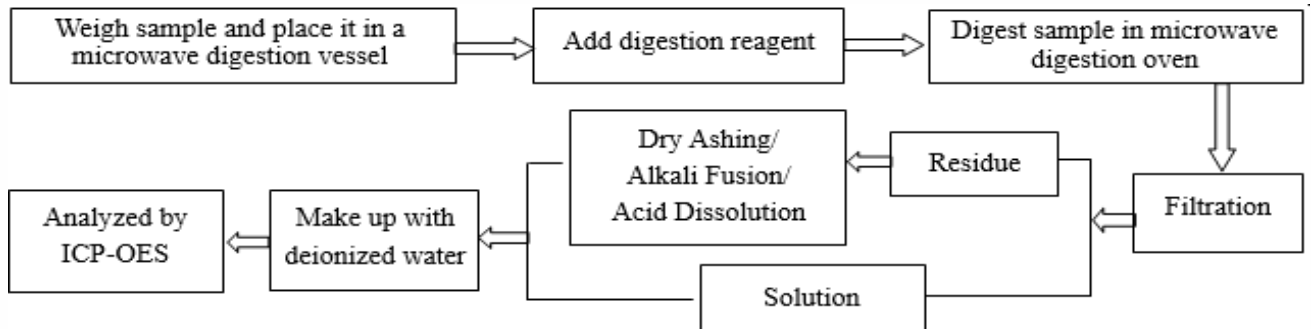 Weigh sample and place it in a
microwave digestion vessel
Add digestion reagent
Digest sample in microwave
digestion oven
Filtration
Residue
Dry Ashing/
Alkali Fusion/
Acid Dissolution
Solution
Make up with
deionized water
Analyzed by
ICP-OES